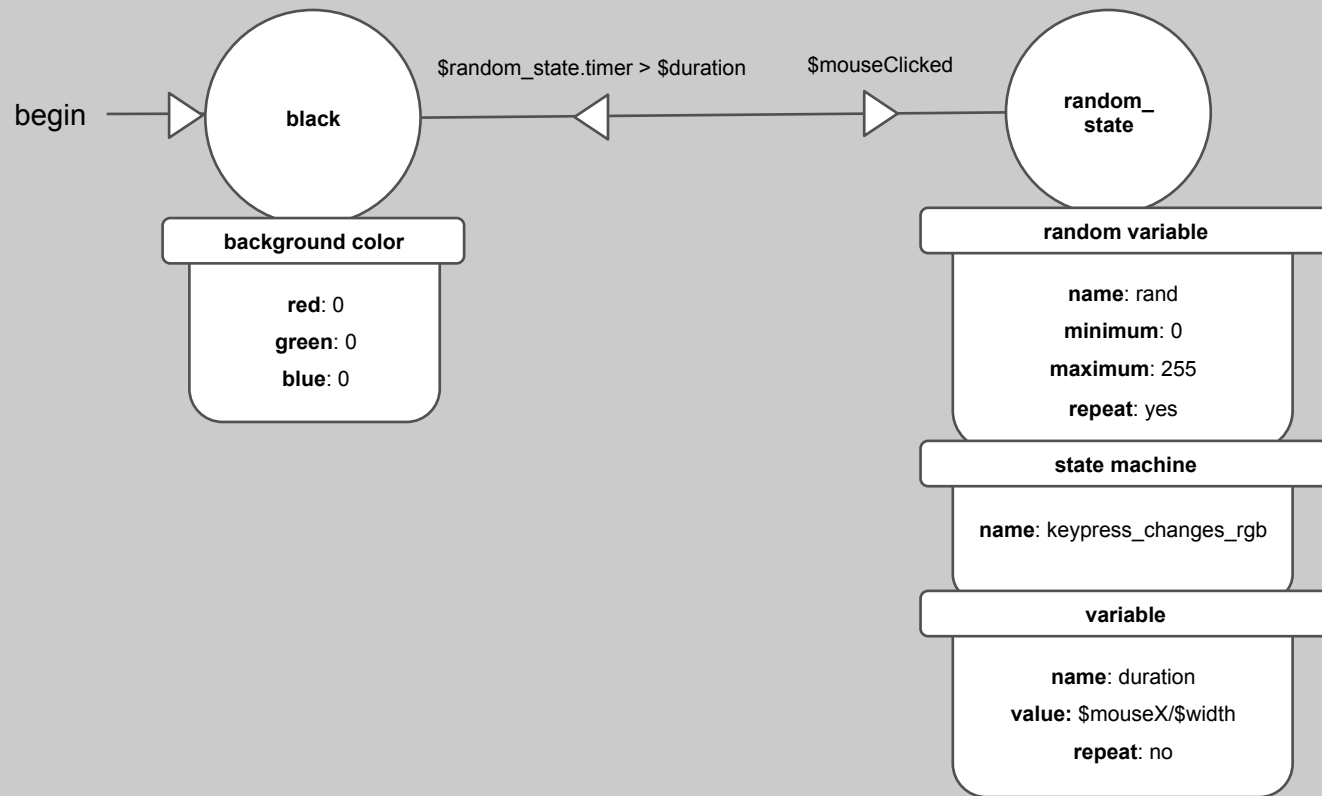 $random_state.timer > $duration
$mouseClicked
begin
black
random_
state
background color
red: 0
green: 0
blue: 0
random variable
name: rand
minimum: 0
maximum: 255
repeat: yes
state machine
name: keypress_changes_rgb
variable
name: duration
value: $mouseX/$width
repeat: no